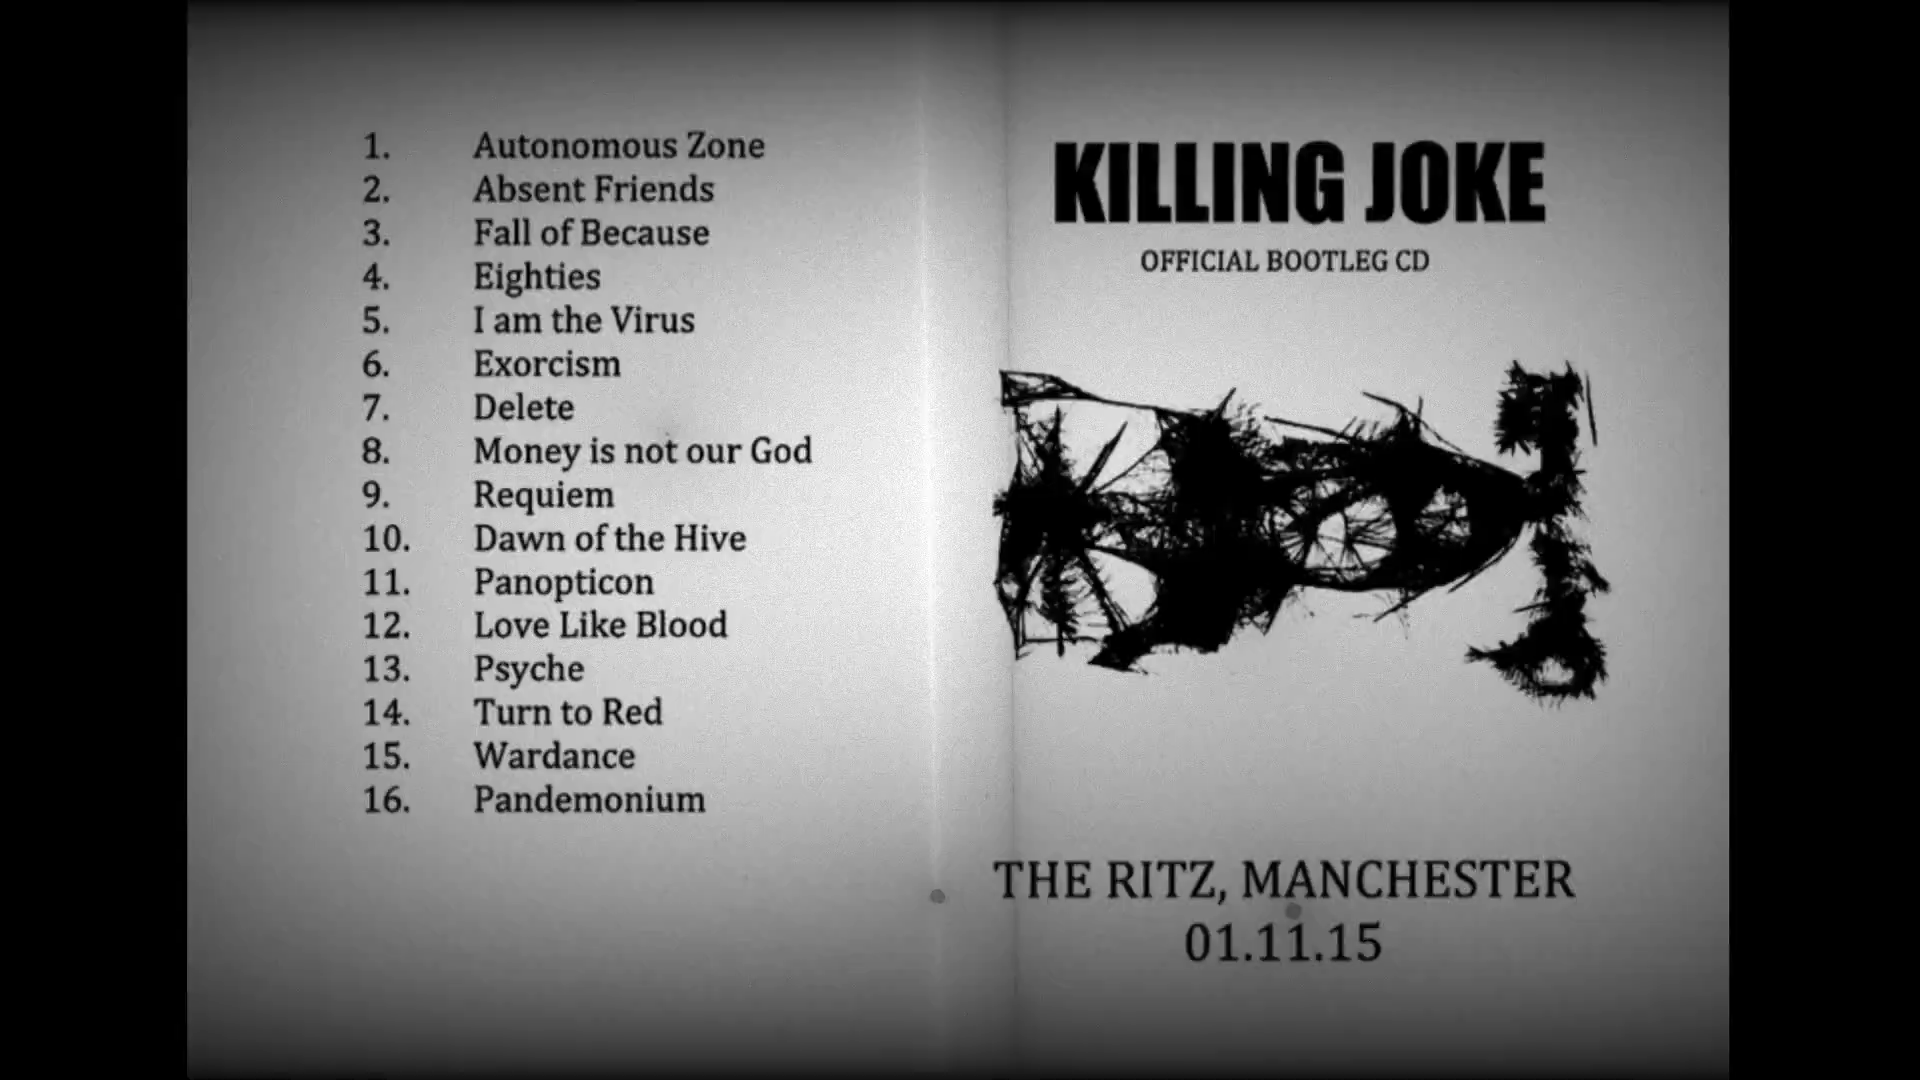 1. Autonomous Zone
2. Absent Friends
3. Fall of Because
4. Eighties
5. I am the Virus
6. Exorcism
7. Delete
8. Money is not our God
9. Requiem
10. Dawn of the Hive
11. Panopticon
12. Love Like Blood
13. Psyche
14. Turn to Red
15. Wardance
16. Pandemonium
KILLING JOKE
OFFICIAL BOOTLEG CD
THE RITZ, MANCHESTER
01.11.15